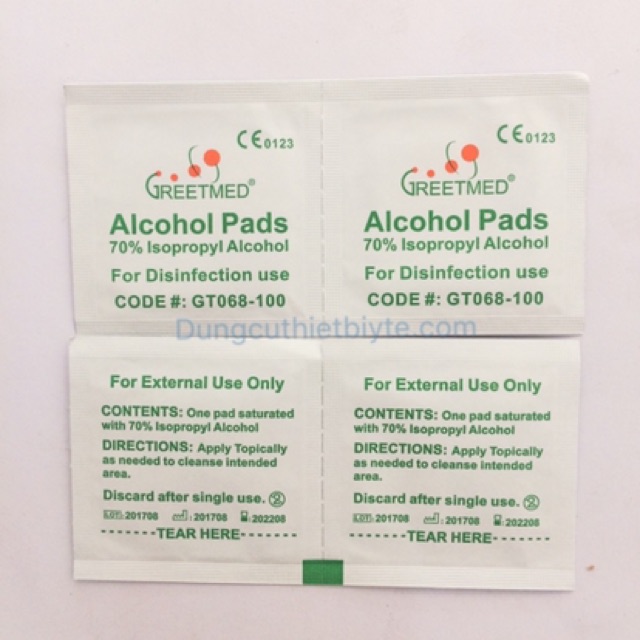 CE0123
GREETMED®
Alcohol Pads
70% Isopropyl Alcohol
For Disinfection use
CODE #: GT068-100
CE0123
GREETMED®
Alcohol Pads
70% Isopropyl Alcohol
For Disinfection use
CODE #: GT068-100
Dungcuthietbiyte.com
For External Use Only
CONTENTS: One pad saturated
with 70% Isopropyl Alcohol
DIRECTIONS: Apply Topically
as needed to cleanse intended
area.
Discard after single use. 2
LOT: 201708 : 201708 : 202208
TEAR HERE
For External Use Only
CONTENTS: One pad saturated
with 70% Isopropyl Alcohol
DIRECTIONS: Apply Topically
as needed to cleanse intended
area.
Discard after single use. 2
LOT: 201708 : 201708 : 202208
TEAR HERE